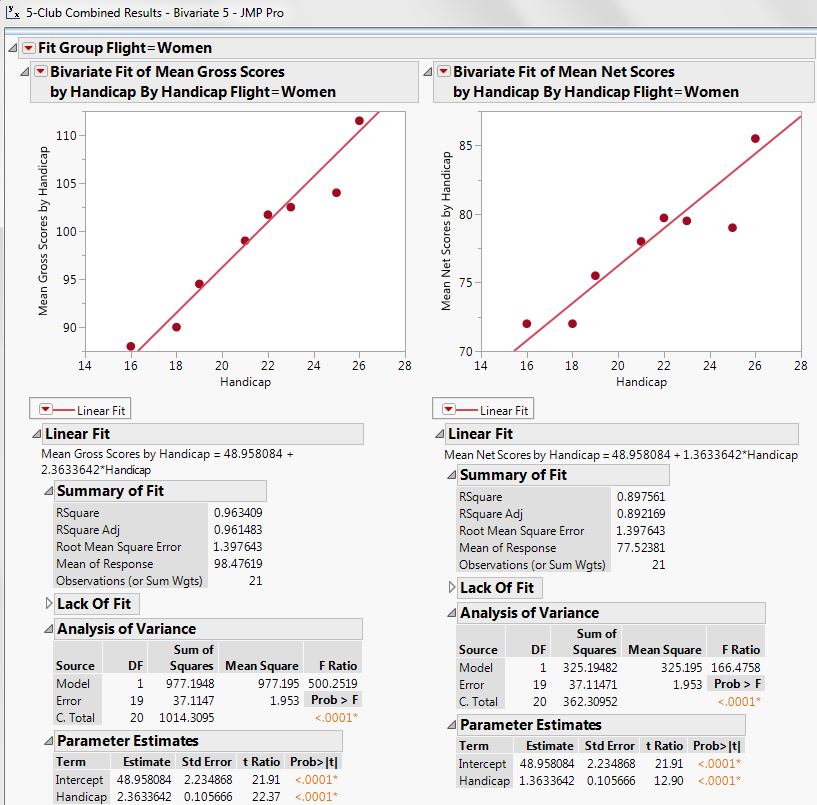 5-Club Combined Results - Bivariate 5 - JMP Pro
Fit Group Flight=Women
Bivariate Fit of Mean Gross Scores
by Handicap By Handicap Flight=Women
110
105
100
95
90
Mean Gross Scores by Handicap
14 16 18 20 22 24 26 28
Handicap
Linear Fit
Linear Fit
Mean Gross Scores by Handicap = 48.958084 +
2.3633642*Handicap
Summary of Fit
RSquare 0.963409
RSquare Adj 0.961483
Root Mean Square Error 1.397643
Mean of Response 98.47619
Observations (or Sum Wgts) 21
Lack Of Fit
Analysis of Variance
Sum of
Source DF Squares Mean Square F Ratio
Model 1 977.1948 977.195 500.2519
Error 19 37.1147 1.953 Prob > F
C. Total 20 1014.3095 <.0001*
Parameter Estimates
Term Estimate Std Error t Ratio Prob>|t|
Intercept 48.958084 2.234868 21.91 <.0001*
Handicap 2.3633642 0.105666 22.37 <.0001*
Bivariate Fit of Mean Net Scores
by Handicap By Handicap Flight=Women
85
80
75
70
Mean Net Scores by Handicap
14 16 18 20 22 24 26 28
Handicap
Linear Fit
Linear Fit
Mean Net Scores by Handicap = 48.958084 + 1.3633642*Handicap
Summary of Fit
RSquare 0.897561
RSquare Adj 0.892169
Root Mean Square Error 1.397643
Mean of Response 77.52381
Observations (or Sum Wgts) 21
Lack Of Fit
Analysis of Variance
Sum of
Source DF Squares Mean Square F Ratio
Model 1 325.19482 325.195 166.4758
Error 19 37.11471 1.953 Prob > F
C. Total 20 362.30952 <.0001*
Parameter Estimates
Term Estimate Std Error t Ratio Prob>|t|
Intercept 48.958084 2.234868 21.91 <.0001*
Handicap 1.3633642 0.105666 12.90 <.0001*